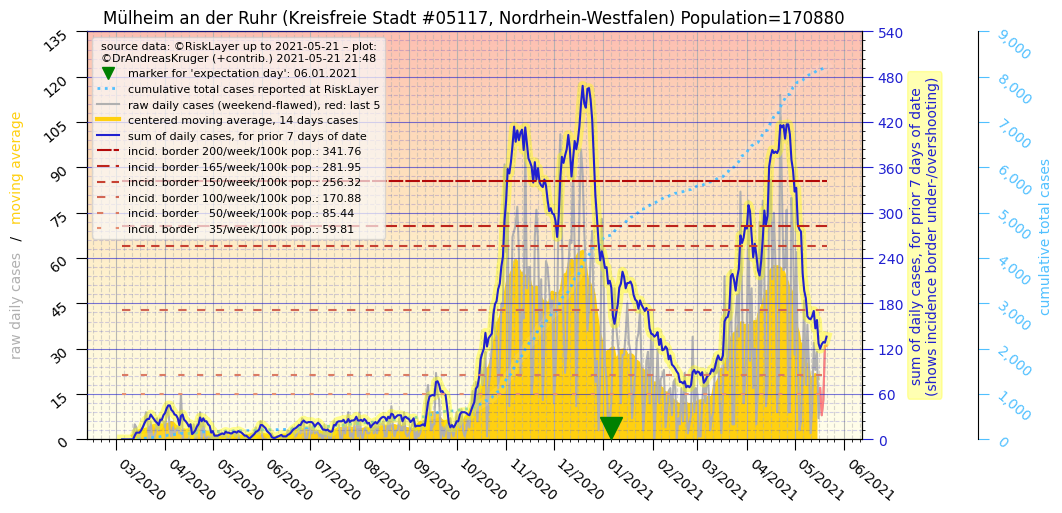 Mülheim an der Ruhr (Kreisfreie Stadt #05117, Nordrhein-Westfalen) Population=170880
source data: ©RiskLayer up to 2021-05-21 – plot:
©DrAndreasKruger (+contrib.) 2021-05-21 21:48
marker for 'expectation day': 06.01.2021
cumulative total cases reported at RiskLayer
raw daily cases (weekend-flawed), red: last 5
centered moving average, 14 days cases
sum of daily cases, for prior 7 days of date
incid. border 200/week/100k pop.: 341.76
incid. border 165/week/100k pop.: 281.95
incid. border 150/week/100k pop.: 256.32
incid. border 100/week/100k pop.: 170.88
incid. border   50/week/100k pop.: 85.44
incid. border   35/week/100k pop.: 59.81
raw daily cases / moving average
135
120
105
90
75
60
45
30
15
0
03/2020
04/2020
05/2020
06/2020
07/2020
08/2020
09/2020
10/2020
11/2020
12/2020
01/2021
02/2021
03/2021
04/2021
05/2021
06/2021
540
480
420
360
300
240
180
120
60
0
sum of daily cases, for prior 7 days of date
(shows incidence border under-/overshooting)
9,000
8,000
7,000
6,000
5,000
4,000
3,000
2,000
1,000
0
cumulative total cases